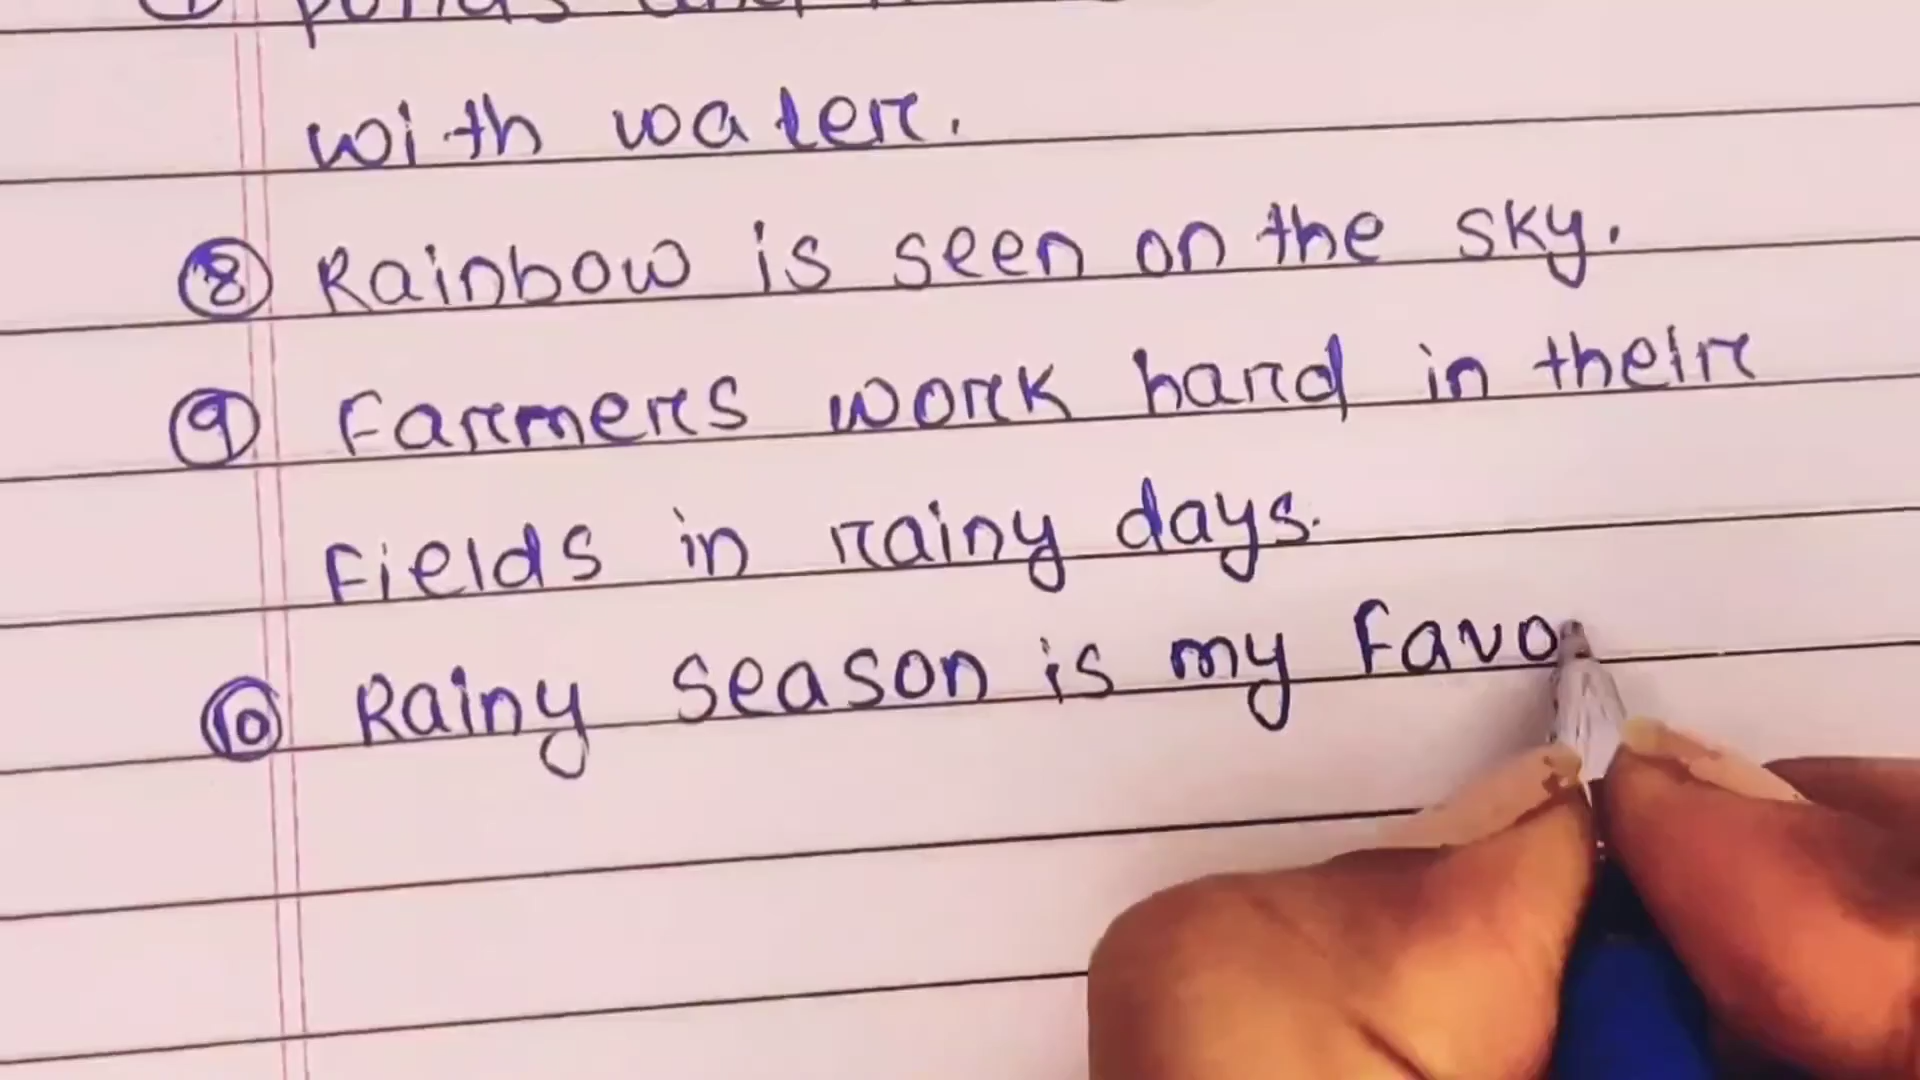 with water.
8 Rainbow is seen on the sky.
9 Farmers work hard in their
fields in rainy days.
10 Rainy season is my favo